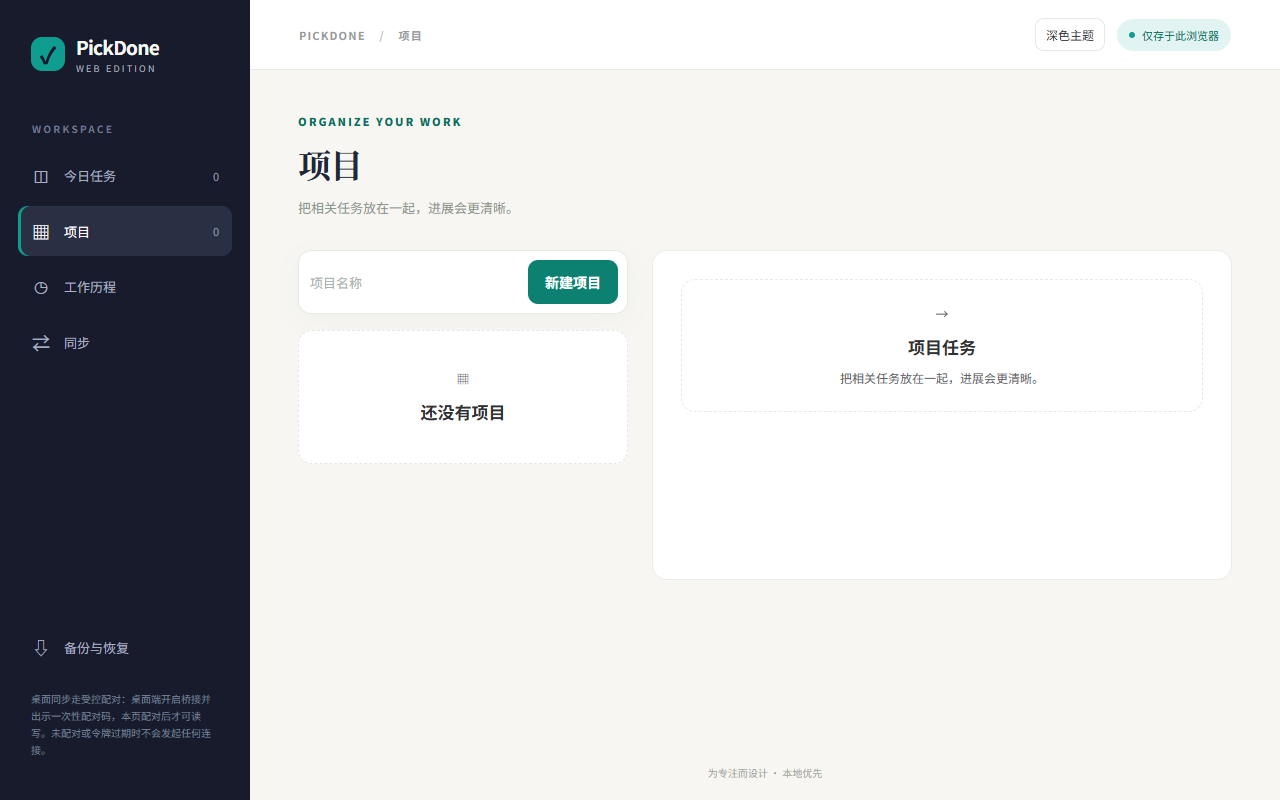 PickDone
WEB EDITION
WORKSPACE
今日任务 0
项目 0
工作历程
同步
备份与恢复
桌面同步走受控配对：桌面端开启桥接并
出示一次性配对码，本页配对后才可读
写。未配对或令牌过期时不会发起任何连
接。
PICKDONE / 项目
深色主题
仅存于此浏览器
ORGANIZE YOUR WORK
项目
把相关任务放在一起，进展会更清晰。
项目名称
新建项目
还没有项目
→
项目任务
把相关任务放在一起，进展会更清晰。
为专注而设计 · 本地优先